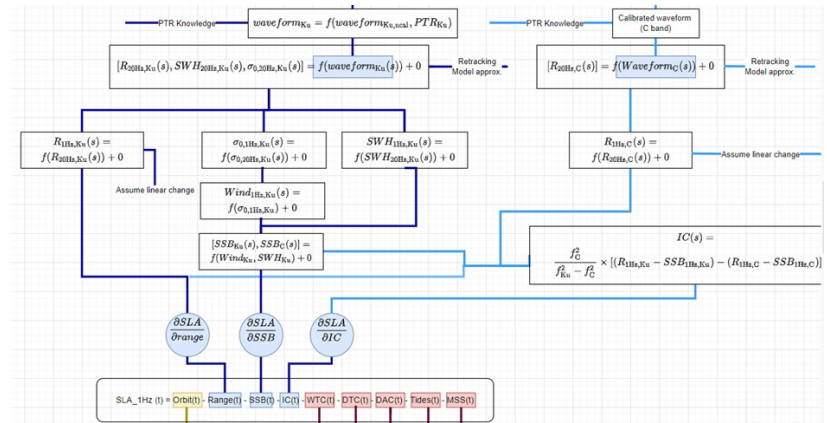 PTR Knowledge
waveform_Ku = f(waveform_Ku,ucal, PTR_Ku)
PTR Knowledge
Calibrated waveform
(C band)
[R_20Hz,Ku(s), SWH_20Hz,Ku(s), σ_0,20Hz,Ku(s)] = f(waveform_Ku(s)) + 0
Retracking
Model approx.
[R_20Hz,C(s)] = f(Waveform_C(s)) + 0
Retracking
Model approx.
R_1Hz,Ku(s) =
f(R_20Hz,Ku(s)) + 0
σ_0,1Hz,Ku(s) =
f(σ_0,20Hz,Ku(s)) + 0
SWH_1Hz,Ku(s) =
f(SWH_20Hz,Ku(s)) + 0
R_1Hz,C(s) =
f(R_20Hz,C(s)) + 0
Assume linear change
Assume linear change
Wind_1Hz,Ku(s) =
f(σ_0,1Hz,Ku) + 0
[SSB_Ku(s), SSB_C(s)] =
f(Wind_Ku, SWH_Ku) + 0
IC(s) =
f_C^2 / (f_Ku^2 − f_C^2) × [(R_1Hz,Ku − SSB_1Hz,Ku) − (R_1Hz,C − SSB_1Hz,C)]
∂SLA/∂range
∂SLA/∂SSB
∂SLA/∂IC
SLA_1Hz (t) = Orbit(t) - Range(t) - SSB(t) - IC(t) - WTC(t) - DTC(t) - DAC(t) - Tides(t) - MSS(t)